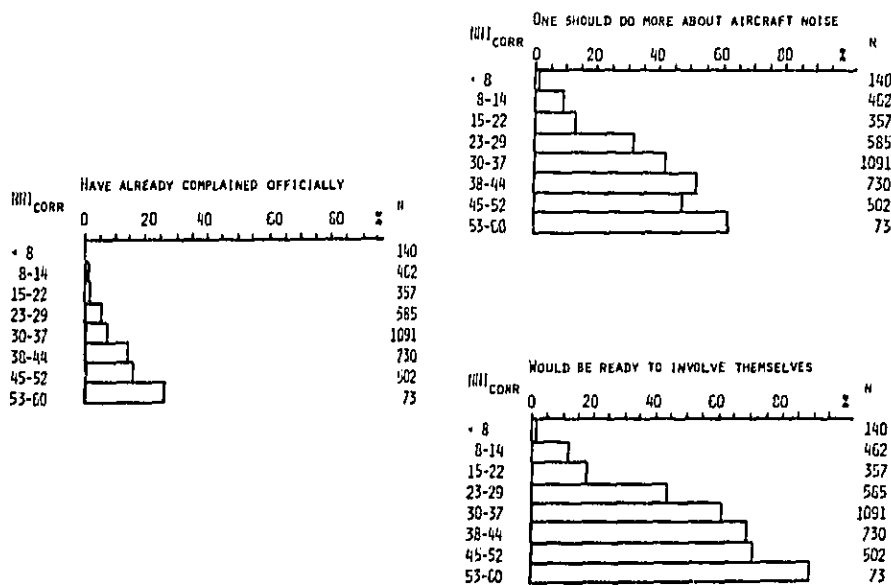 ONE SHOULD DO MORE ABOUT AIRCRAFT NOISE
NNI CORR 0 20 40 60 80 % N
< 8 140
8-14 462
15-22 357
23-29 585
30-37 1091
38-44 730
45-52 502
53-60 73
HAVE ALREADY COMPLAINED OFFICIALLY
NNI CORR 0 20 40 60 80 % N
< 8 140
8-14 462
15-22 357
23-29 585
30-37 1091
38-44 730
45-52 502
53-60 73
WOULD BE READY TO INVOLVE THEMSELVES
NNI CORR 0 20 40 60 80 % N
< 8 140
8-14 462
15-22 357
23-29 585
30-37 1091
38-44 730
45-52 502
53-60 73